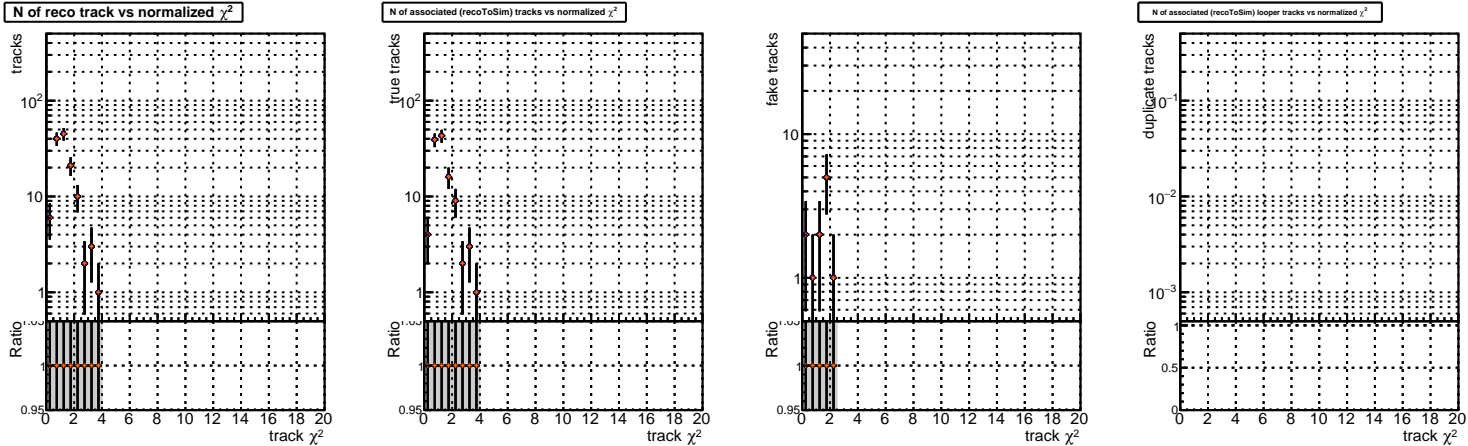 N of reco track vs normalized χ²
tracks
10²
10
1
Ratio
1
0.95
0 2 4 6 8 10 12 14 16 18 20
track χ²
N of associated (recoToSim) tracks vs normalized χ²
true tracks
10²
10
1
Ratio
1
0.95
0 2 4 6 8 10 12 14 16 18 20
track χ²
fake tracks
10
1
Ratio
1
0.95
0 2 4 6 8 10 12 14 16 18 20
track χ²
N of associated (recoToSim) looper tracks vs normalized χ²
duplicate tracks
10⁻¹
10⁻²
10⁻³
Ratio
1
0.5
0
0 2 4 6 8 10 12 14 16 18 20
track χ²